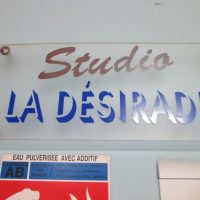 Studio
LA DÉSIRAD
EAU PULVERISEE AVEC ADDITIF
AB